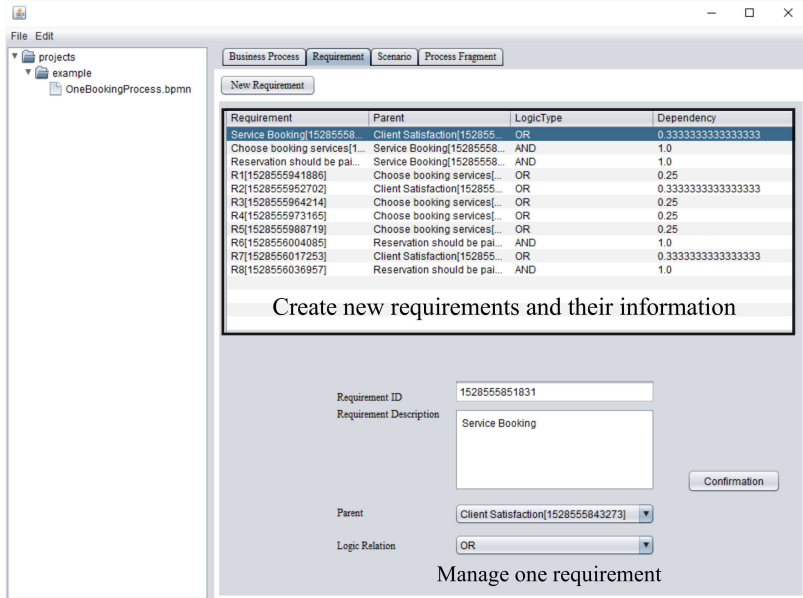 File Edit
projects
example
OneBookingProcess.bpmn
Business Process Requirement Scenario Process Fragment
New Requirement
Requirement Parent LogicType Dependency
Service Booking[15285558... Client Satisfaction[152855... OR 0.3333333333333333
Choose booking services[1... Service Booking[15285558... AND 1.0
Reservation should be pai... Service Booking[15285558... AND 1.0
R1[1528555941886] Choose booking services[... OR 0.25
R2[1528555952702] Client Satisfaction[152855... OR 0.3333333333333333
R3[1528555964214] Choose booking services[... OR 0.25
R4[1528555973165] Choose booking services[... OR 0.25
R5[1528555988719] Choose booking services[... OR 0.25
R6[1528556004085] Reservation should be pai... AND 1.0
R7[1528556017253] Client Satisfaction[152855... OR 0.3333333333333333
R8[1528556036957] Reservation should be pai... AND 1.0
Create new requirements and their information
Requirement ID 1528555851831
Requirement Description
Service Booking
Confirmation
Parent Client Satisfaction[1528555843273]
Logic Relation OR
Manage one requirement